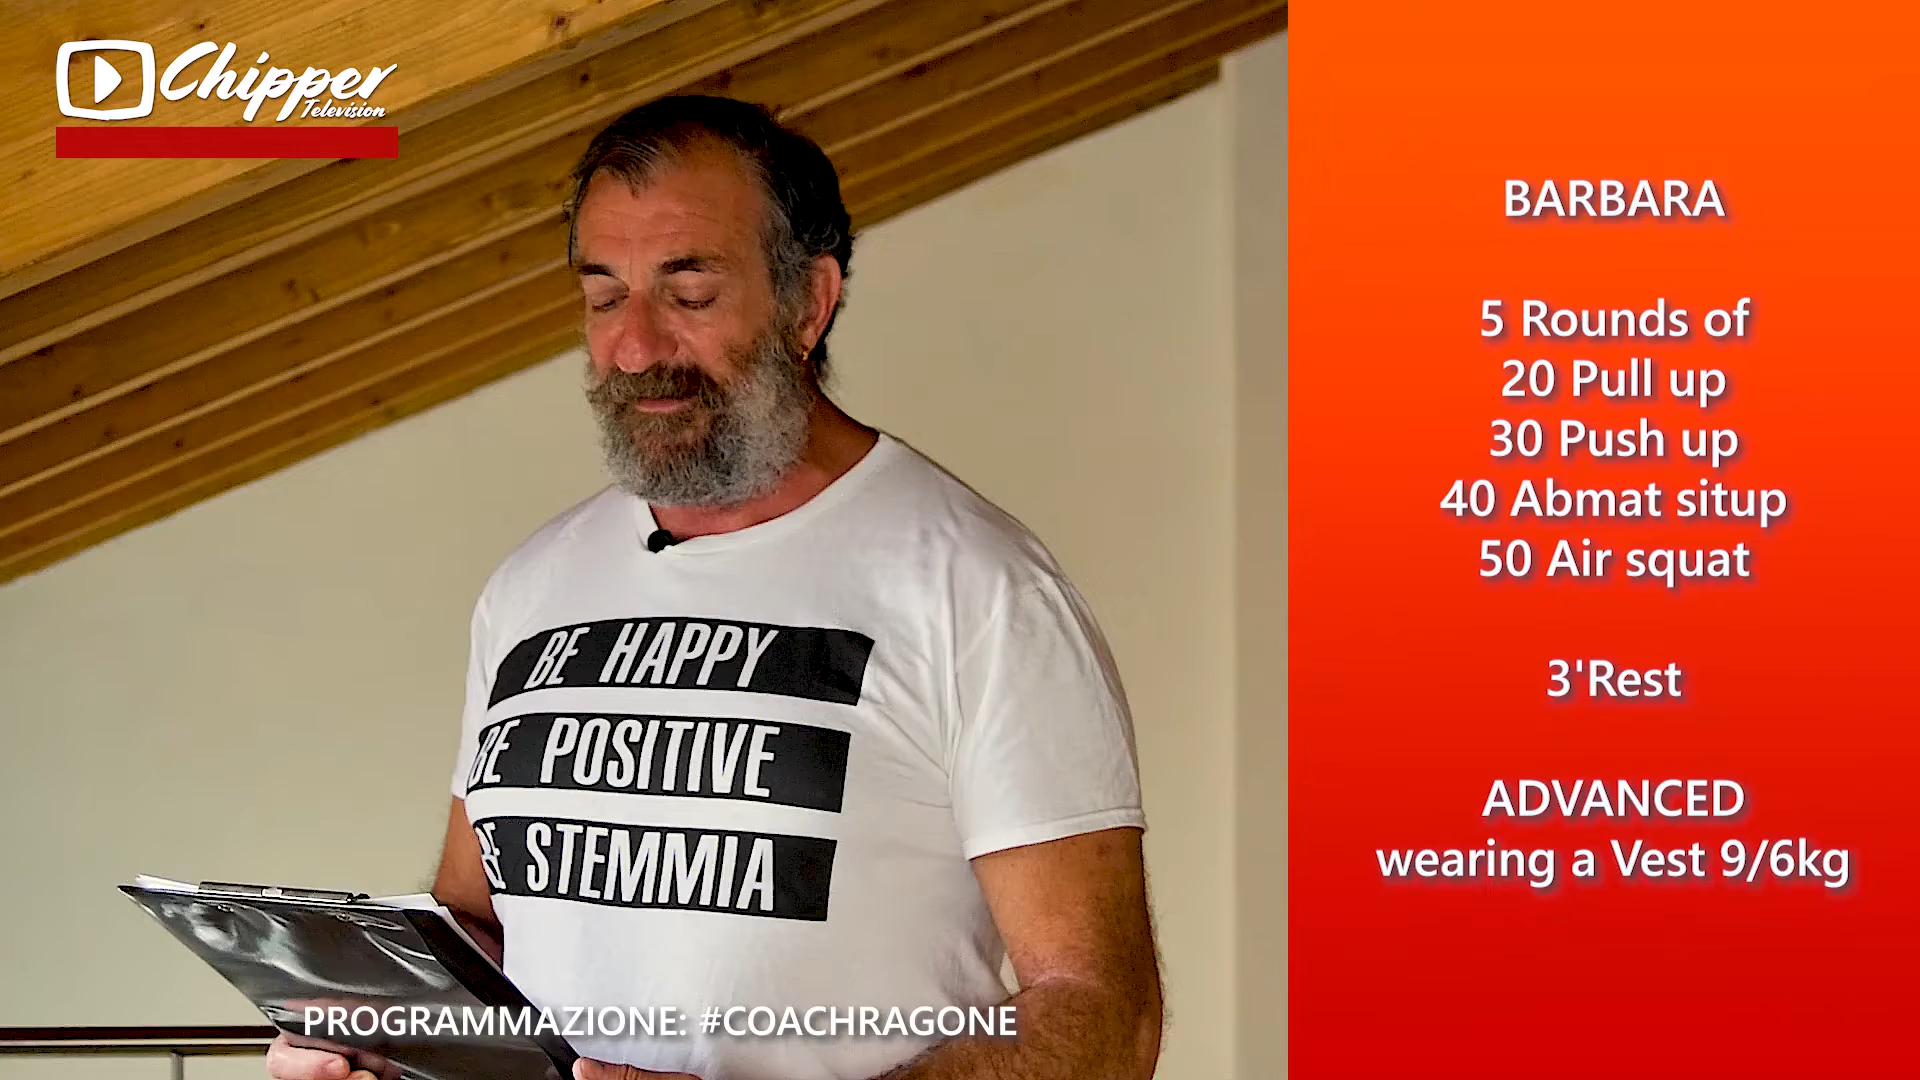 Chipper
Television
BE HAPPY
BE POSITIVE
BE STEMMIA
PROGRAMMAZIONE: #COACHRAGONE
BARBARA
5 Rounds of
20 Pull up
30 Push up
40 Abmat situp
50 Air squat
3'Rest
ADVANCED
wearing a Vest 9/6kg